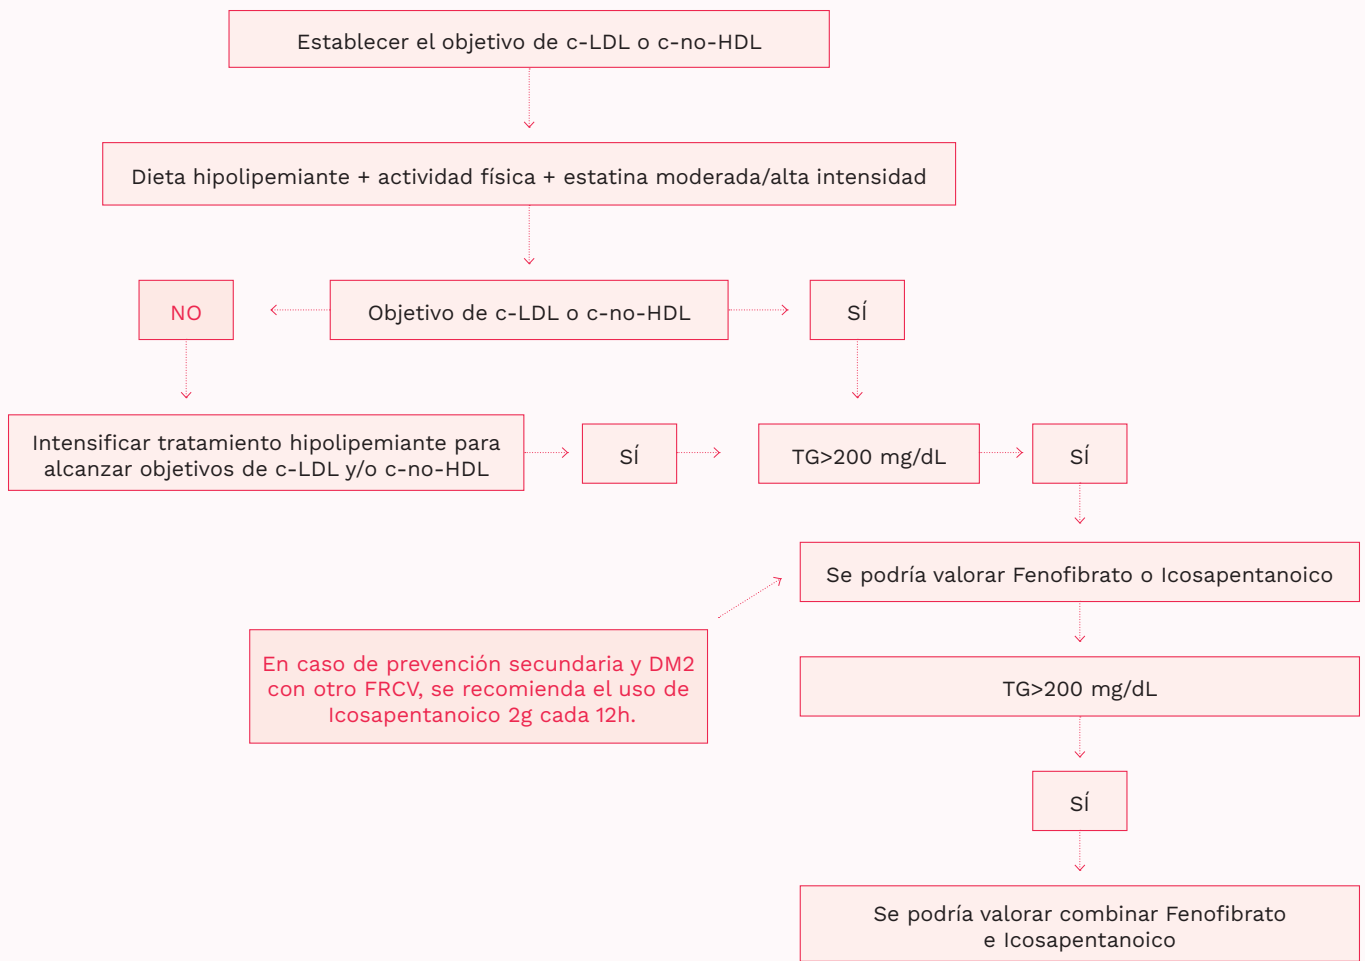 Establecer el objetivo de c-LDL o c-no-HDL
Dieta hipolipemiante + actividad física + estatina moderada/alta intensidad
NO
Objetivo de c-LDL o c-no-HDL
SÍ
Intensificar tratamiento hipolipemiante para
alcanzar objetivos de c-LDL y/o c-no-HDL
SÍ
TG>200 mg/dL
SÍ
Se podría valorar Fenofibrato o Icosapentanoico
En caso de prevención secundaria y DM2
con otro FRCV, se recomienda el uso de
Icosapentanoico 2g cada 12h.
TG>200 mg/dL
SÍ
Se podría valorar combinar Fenofibrato
e Icosapentanoico